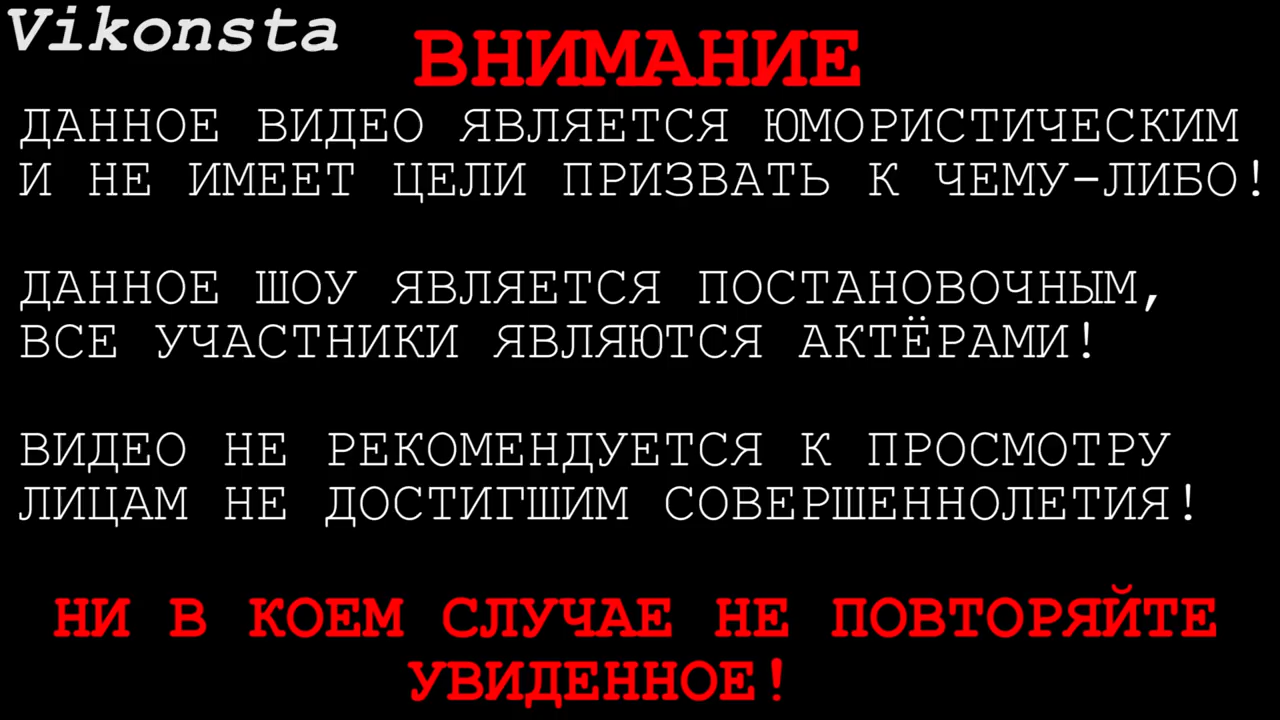 Vikonsta
ВНИМАНИЕ
ДАННОЕ ВИДЕО ЯВЛЯЕТСЯ ЮМОРИСТИЧЕСКИМ
И НЕ ИМЕЕТ ЦЕЛИ ПРИЗВАТЬ К ЧЕМУ-ЛИБО!
ДАННОЕ ШОУ ЯВЛЯЕТСЯ ПОСТАНОВОЧНЫМ,
ВСЕ УЧАСТНИКИ ЯВЛЯЮТСЯ АКТЁРАМИ!
ВИДЕО НЕ РЕКОМЕНДУЕТСЯ К ПРОСМОТРУ
ЛИЦАМ НЕ ДОСТИГШИМ СОВЕРШЕННОЛЕТИЯ!
НИ В КОЕМ СЛУЧАЕ НЕ ПОВТОРЯЙТЕ
УВИДЕННОЕ!